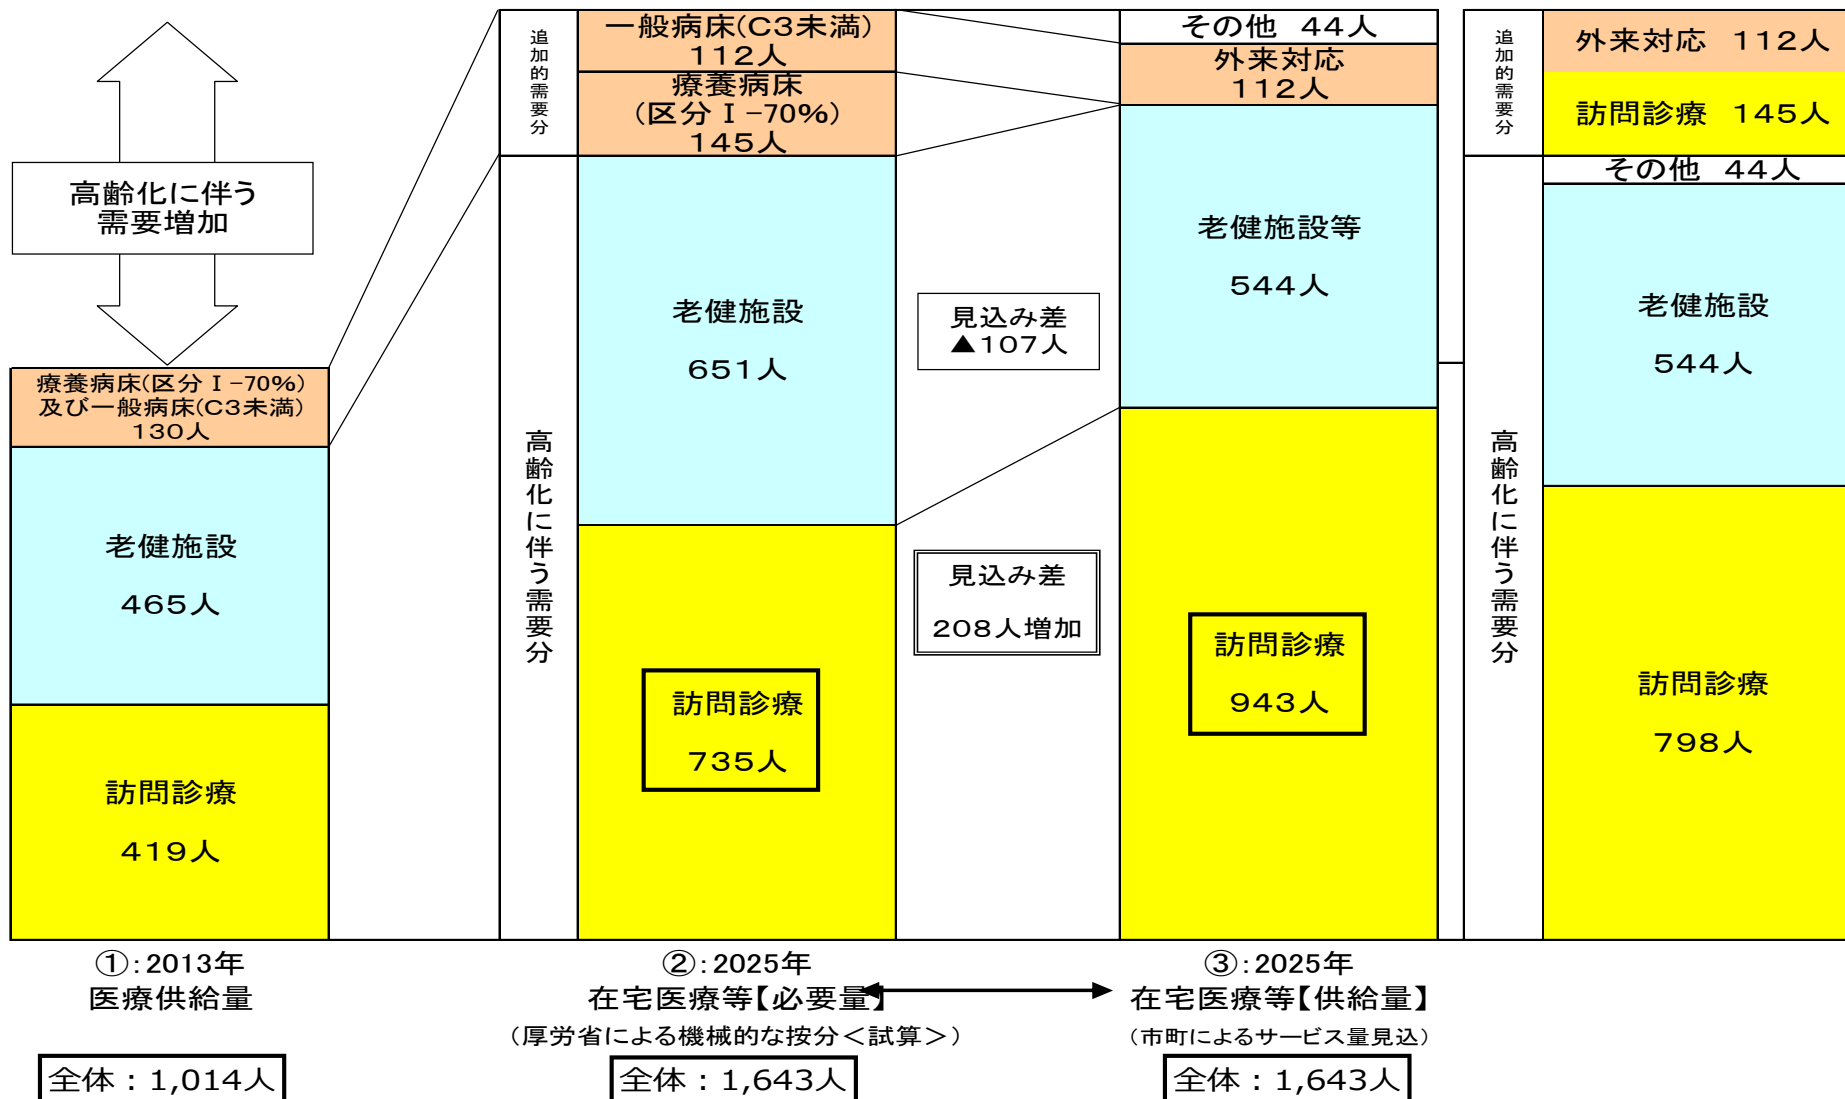 高齢化に伴う
需要増加
療養病床(区分Ⅰ-70%)
及び一般病床(C3未満)
130人
老健施設
465人
訪問診療
419人
①:2013年
医療供給量
全体：1,014人
追加的需要分
高齢化に伴う需要分
一般病床(C3未満)
112人
療養病床
(区分Ⅰ-70%)
145人
老健施設
651人
訪問診療
735人
②:2025年
在宅医療等【必要量】
(厚労省による機械的な按分＜試算＞)
全体：1,643人
見込み差
▲107人
見込み差
208人増加
その他 44人
外来対応
112人
老健施設等
544人
訪問診療
943人
③:2025年
在宅医療等【供給量】
(市町によるサービス量見込)
全体：1,643人
追加的需要分
高齢化に伴う需要分
外来対応 112人
訪問診療 145人
その他 44人
老健施設
544人
訪問診療
798人